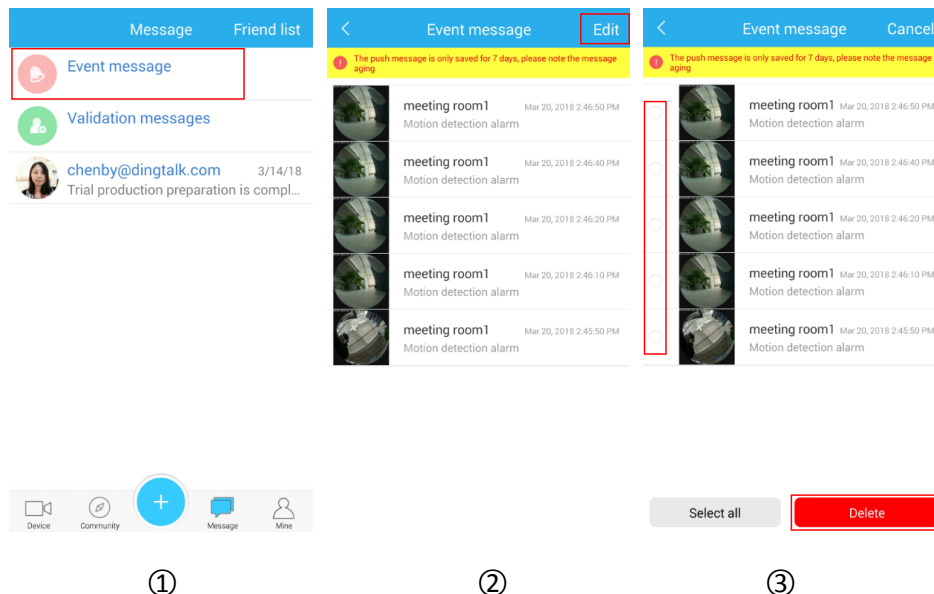 Message
Friend list
Event message
Validation messages
chenby@dingtalk.com 3/14/18
Trial production preparation is compl...
Device
Community
+
Message
Mine
①
Event message
Edit
The push message is only saved for 7 days, please note the message
aging
meeting room1 Mar 20, 2018 2:46:50 PM
Motion detection alarm
meeting room1 Mar 20, 2018 2:46:40 PM
Motion detection alarm
meeting room1 Mar 20, 2018 2:46:20 PM
Motion detection alarm
meeting room1 Mar 20, 2018 2:46:10 PM
Motion detection alarm
meeting room1 Mar 20, 2018 2:45:50 PM
Motion detection alarm
②
Event message
Cancel
The push message is only saved for 7 days, please note the message
aging
meeting room1 Mar 20, 2018 2:46:50 PM
Motion detection alarm
meeting room1 Mar 20, 2018 2:46:40 PM
Motion detection alarm
meeting room1 Mar 20, 2018 2:46:20 PM
Motion detection alarm
meeting room1 Mar 20, 2018 2:46:10 PM
Motion detection alarm
meeting room1 Mar 20, 2018 2:45:50 PM
Motion detection alarm
Select all
Delete
③